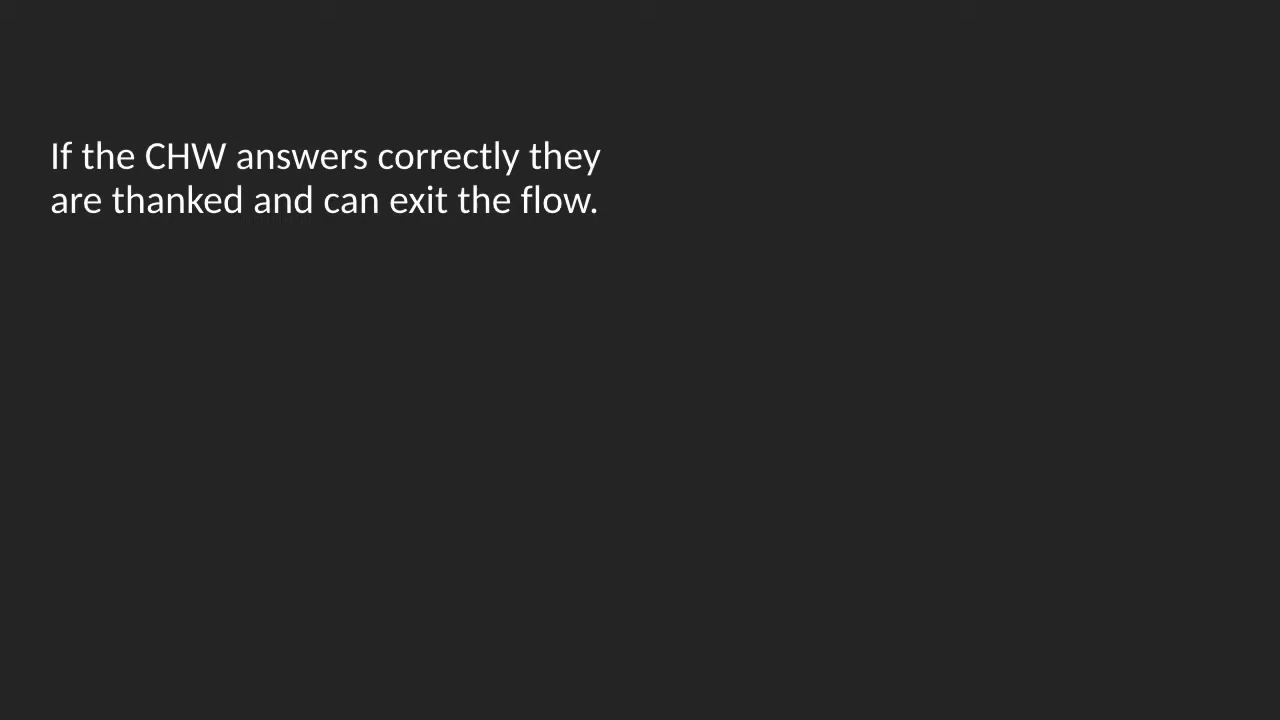 If the CHW answers correctly they
are thanked and can exit the flow.